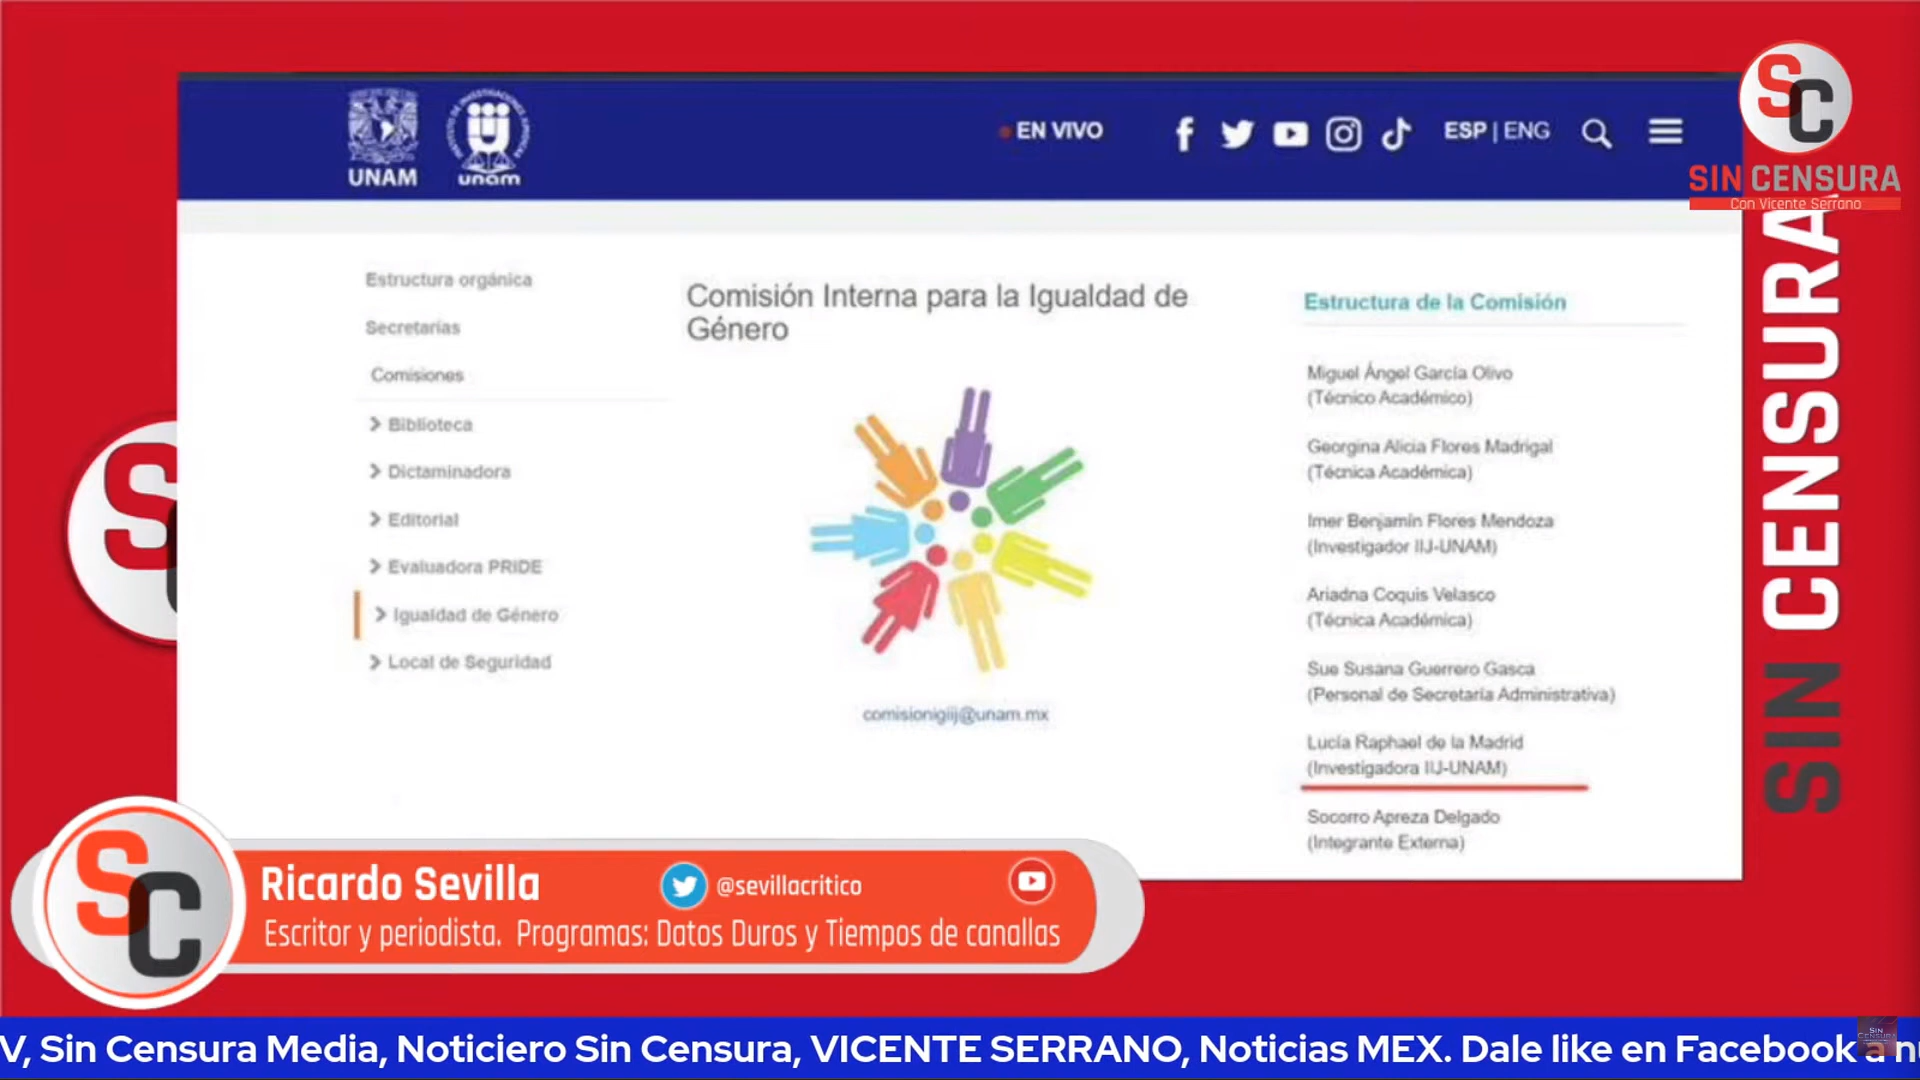 UNAM
unam
EN VIVO
ESP | ENG
SC
SIN CENSURA
Con Vicente Serrano
Estructura orgánica
Secretarías
Comisiones
Biblioteca
Dictaminadora
Editorial
Evaluadora PRIDE
Igualdad de Género
Local de Seguridad
Comisión Interna para la Igualdad de
Género
comisionigiij@unam.mx
Estructura de la Comisión
Miguel Ángel García Olivo
(Técnico Académico)
Georgina Alicia Flores Madrigal
(Técnica Académica)
Imer Benjamín Flores Mendoza
(Investigador IIJ-UNAM)
Ariadna Coquis Velasco
(Técnica Académica)
Sue Susana Guerrero Gasca
(Personal de Secretaría Administrativa)
Lucía Raphael de la Madrid
(Investigadora IIJ-UNAM)
Socorro Apreza Delgado
(Integrante Externa)
SIN CENSURA
S
SC
Ricardo Sevilla
@sevillacritico
Escritor y periodista. Programas: Datos Duros y Tiempos de canallas
V, Sin Censura Media, Noticiero Sin Censura, VICENTE SERRANO, Noticias MEX. Dale like en Facebook a n